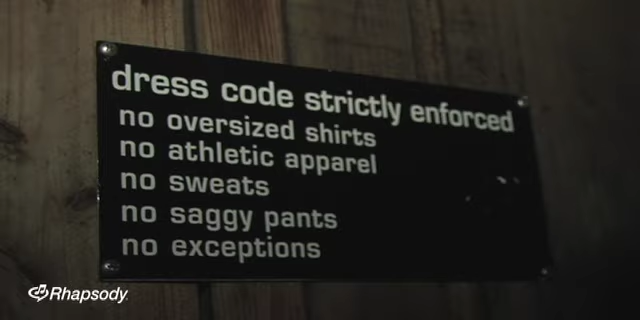 dress code strictly enforced
no oversized shirts
no athletic apparel
no sweats
no saggy pants
no exceptions
Rhapsody